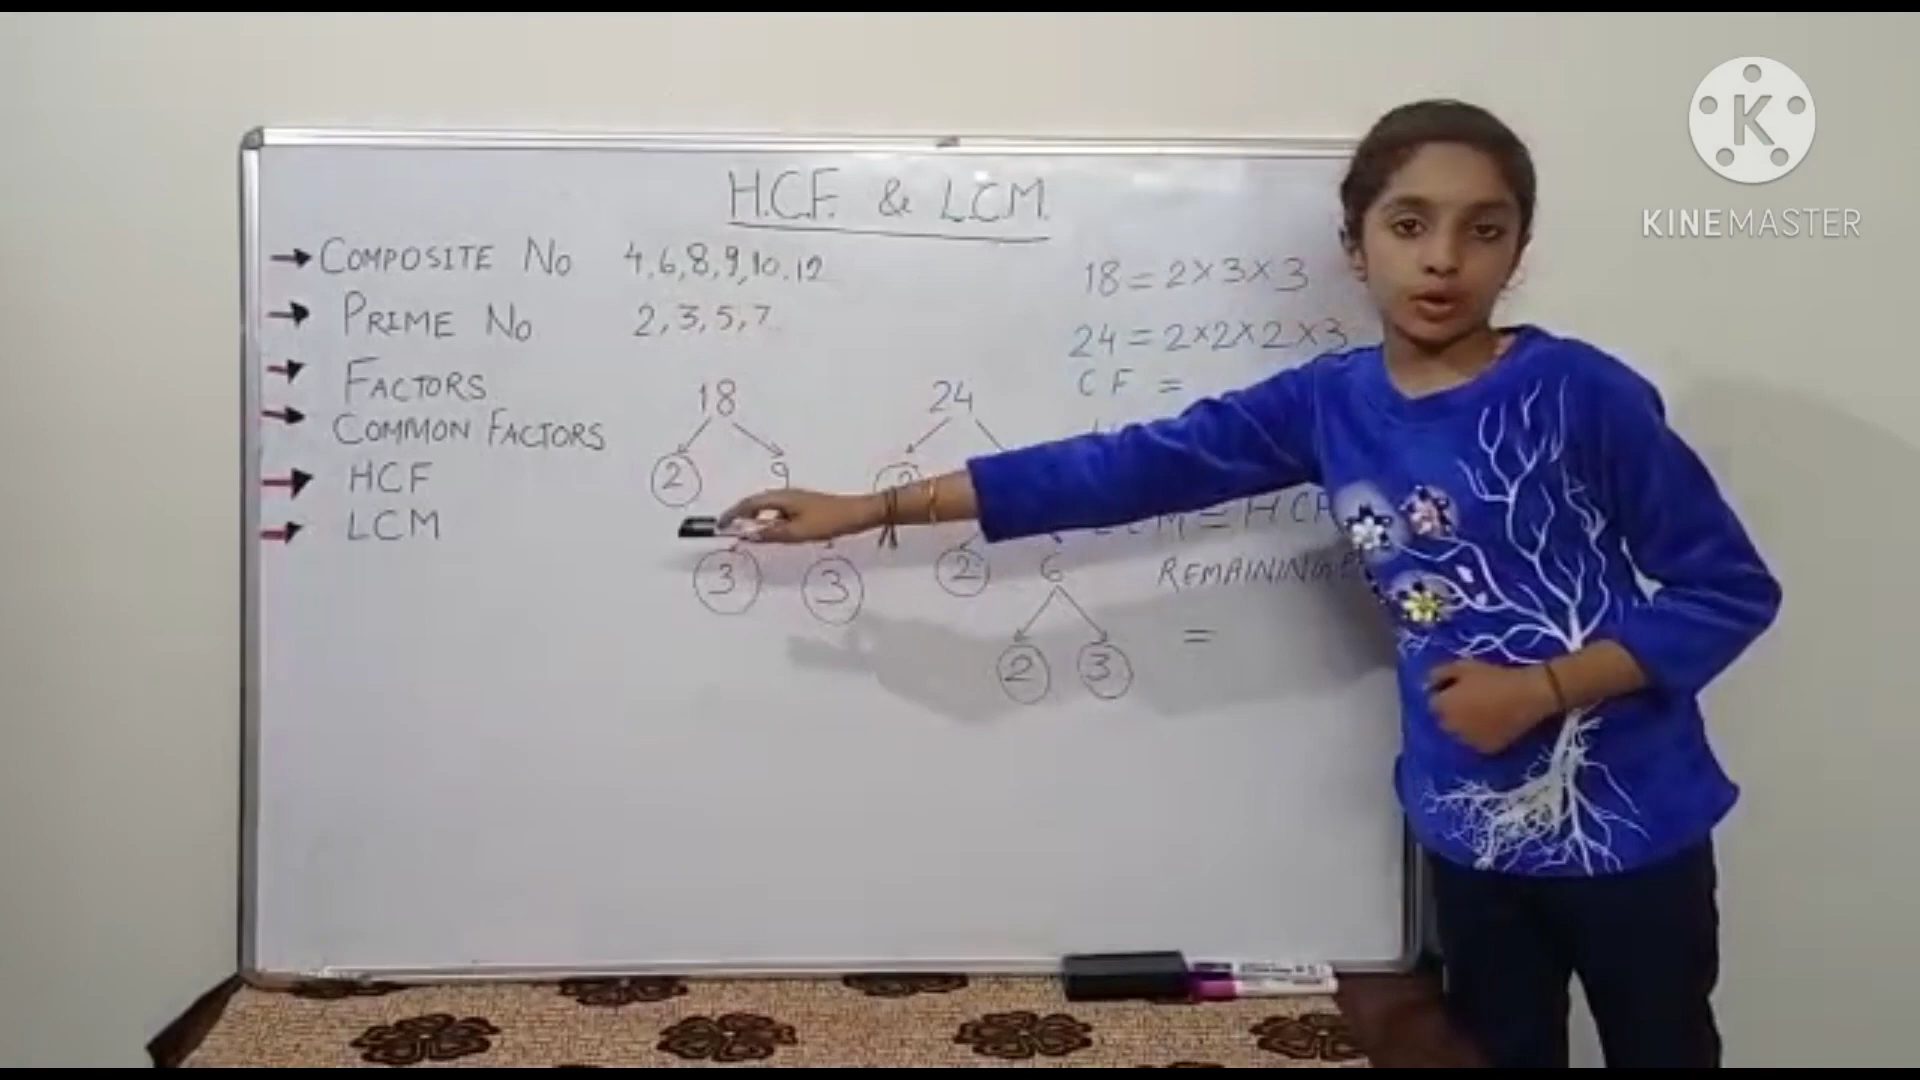 H.C.F. & L.C.M.
→ COMPOSITE NO 4,6,8,9,10,12
→ PRIME NO 2,3,5,7
→ FACTORS
→ COMMON FACTORS
→ HCF
→ LCM
18
2 9
3 3
24
2
2 6
2 3
18 = 2×3×3
24 = 2×2×2×3
CF =
M = HCF
REMAINING
=
K
KINEMASTER